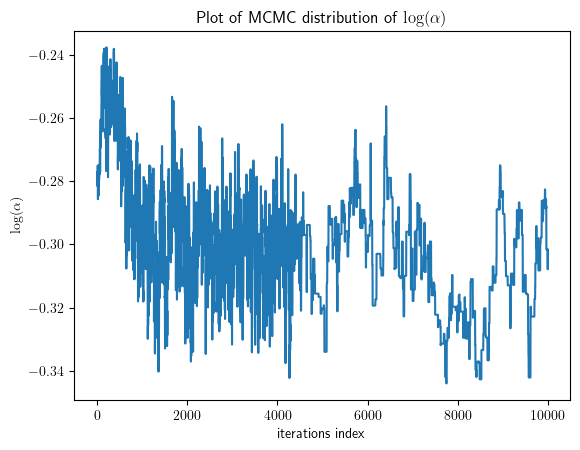 Plot of MCMC distribution of log(α)
−0.24
−0.26
−0.28
−0.30
−0.32
−0.34
log(α)
0 2000 4000 6000 8000 10000
iterations index